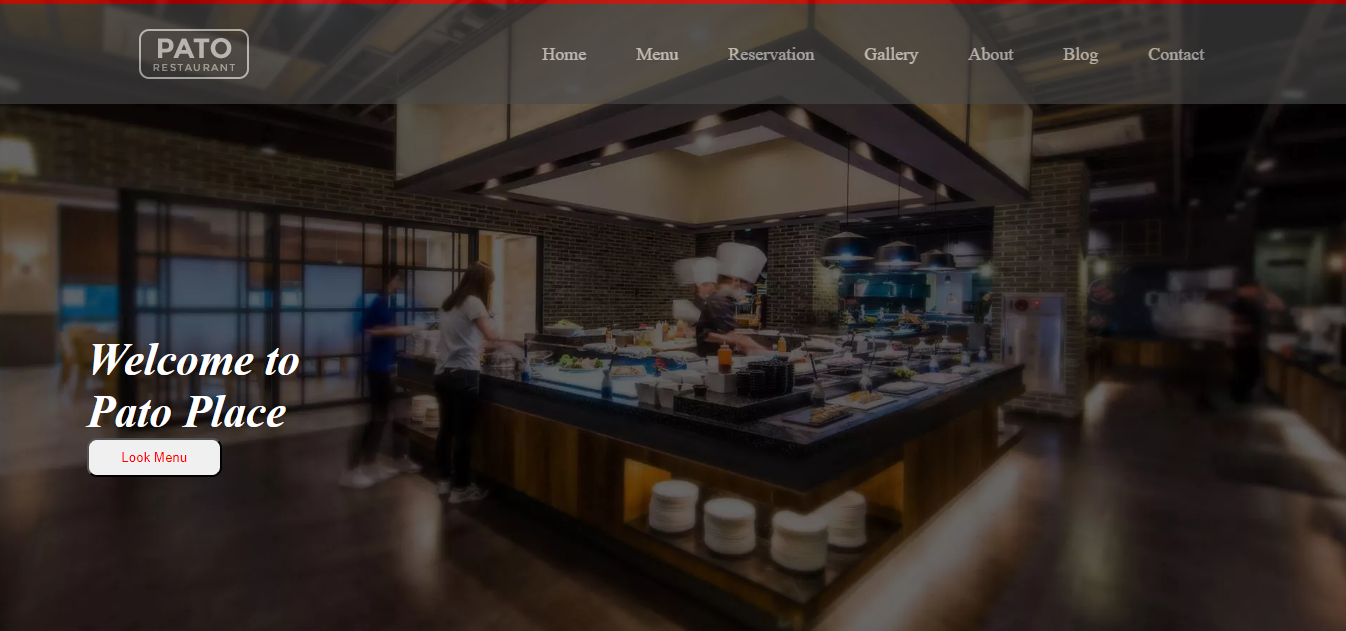 PATO
RESTAURANT
Home Menu Reservation Gallery About Blog Contact
Welcome to
Pato Place
Look Menu